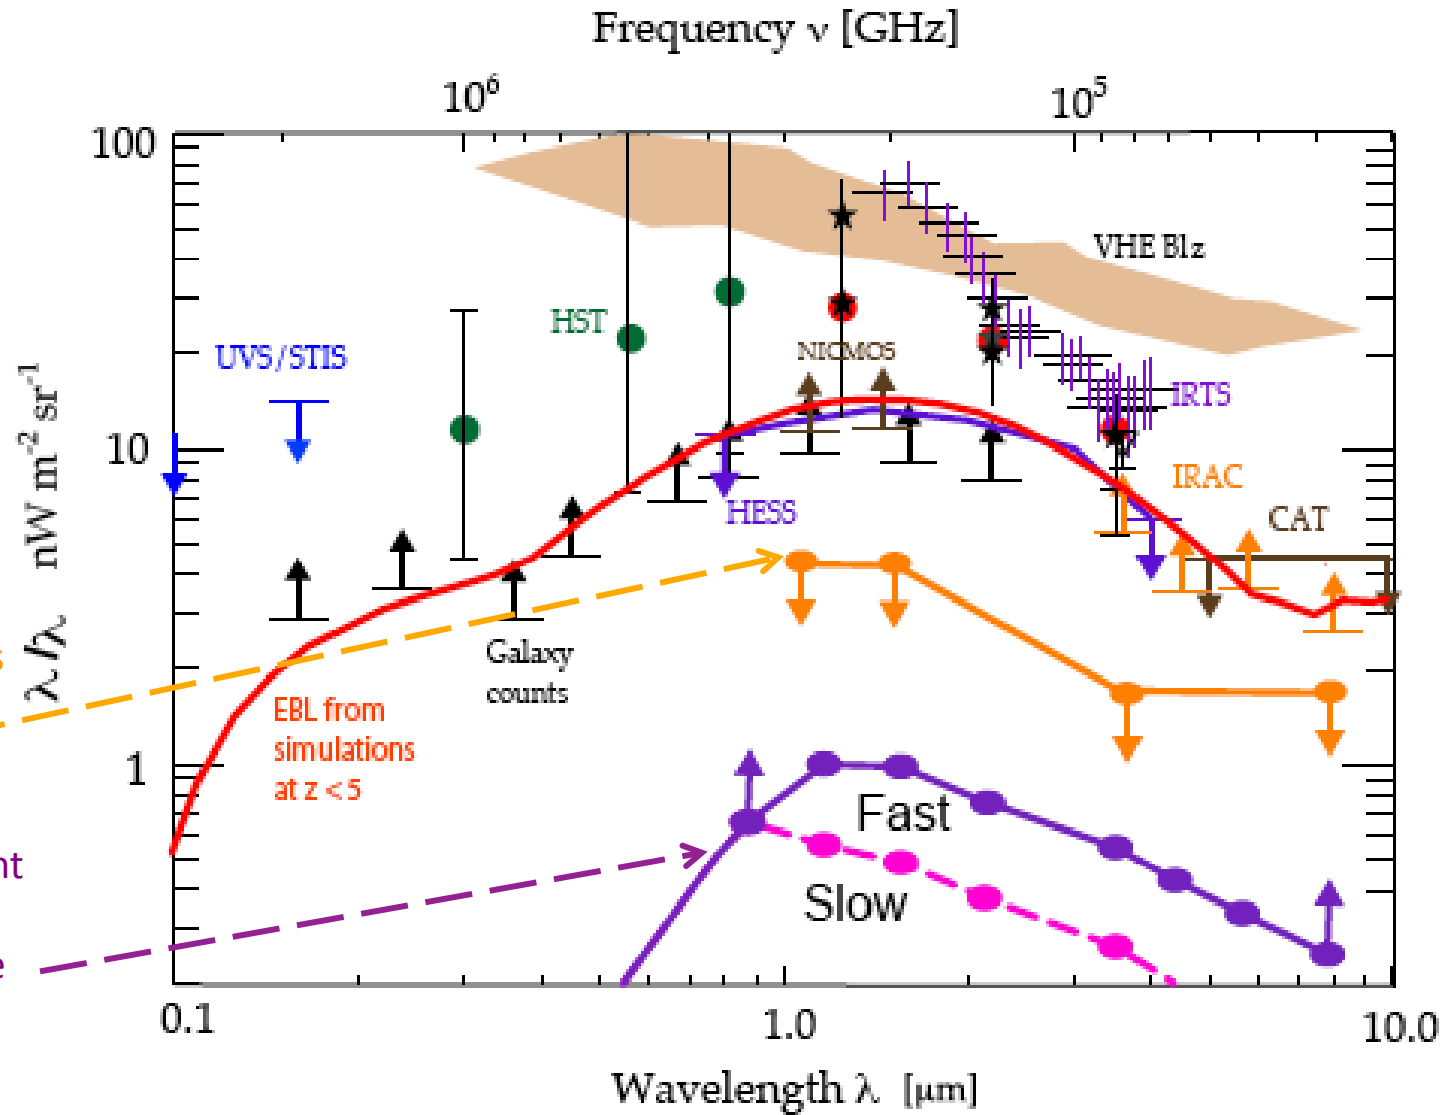 Frequency ν [GHz]
10⁶
10⁵
100
10
1
λ Iλ nW m⁻² sr⁻¹
VHE Blz
HST
UVS/STIS
NICMOS
IRTS
HESS
IRAC
CAT
Galaxy
counts
EBL from
simulations
at z < 5
Fast
Slow
s
nt
e
0.1
1.0
10.0
Wavelength λ [μm]